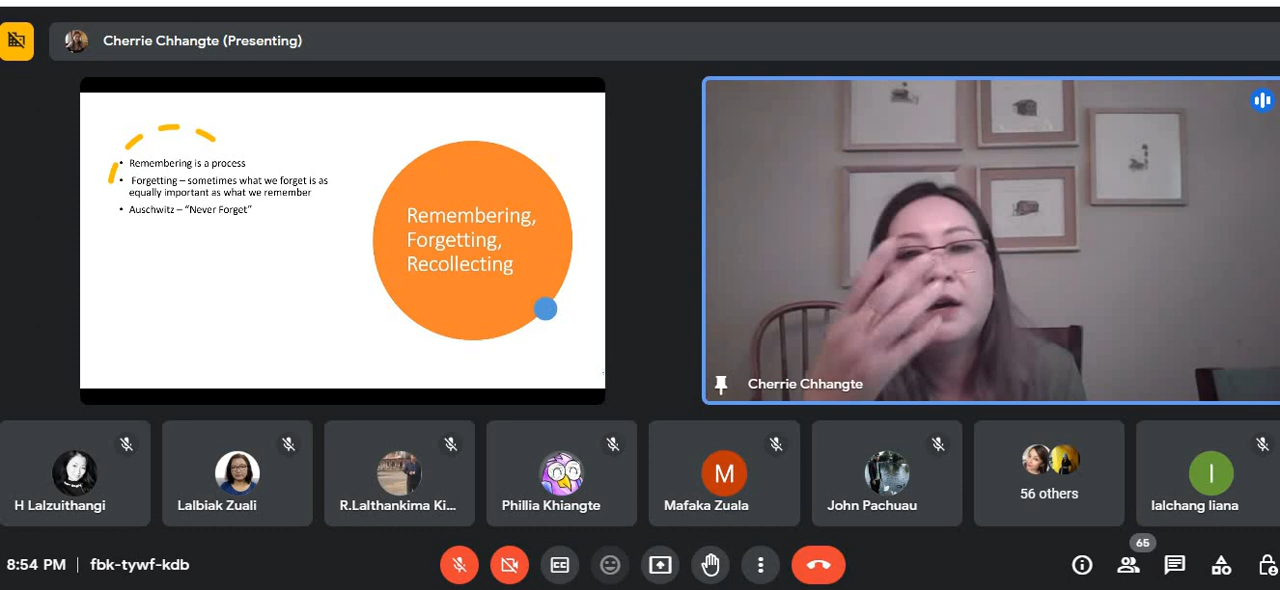 Cherrie Chhangte (Presenting)
• Remembering is a process
• Forgetting – sometimes what we forget is as
equally important as what we remember
• Auschwitz – “Never Forget”
Remembering,
Forgetting,
Recollecting
Cherrie Chhangte
H Lalzuithangi
Lalbiak Zuali
R.Lalthankima Ki...
Phillia Khiangte
M
Mafaka Zuala
John Pachuau
56 others
l
lalchang liana
8:54 PM | fbk-tywf-kdb
CC
65